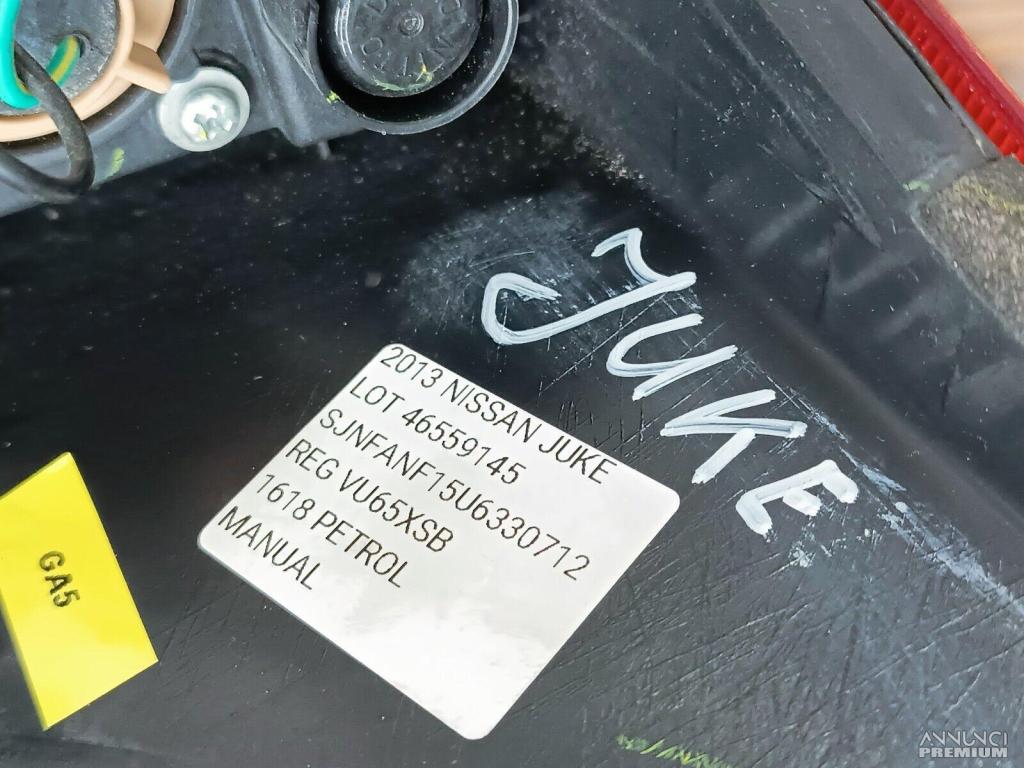 JUKE
2013 NISSAN JUKE
LOT 46559145
SJNFANF15U6330712
REG VU65XSB
1618 PETROL
MANUAL
GA5
ANNUNCI
PREMIUM